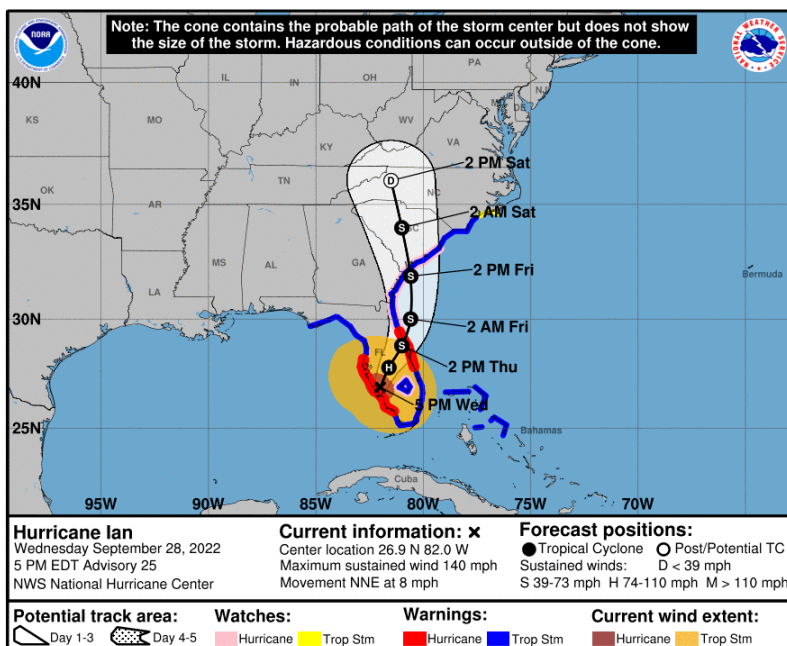 Note: The cone contains the probable path of the storm center but does not show
the size of the storm. Hazardous conditions can occur outside of the cone.
NOAA
NATIONAL WEATHER SERVICE
40N
35N
30N
25N
95W
90W
85W
80W
75W
70W
KS
MO
IL
IN
OH
PA
NJ
DE
WV
VA
KY
OK
AR
TN
NC
SC
MS
AL
GA
LA
FL
Bermuda
Bahamas
Cuba
D
2 PM Sat
S
2 AM Sat
S
2 PM Fri
S
2 AM Fri
S
2 PM Thu
H
5 PM Wed
Hurricane Ian
Wednesday September 28, 2022
5 PM EDT Advisory 25
NWS National Hurricane Center
Current information: x
Center location 26.9 N 82.0 W
Maximum sustained wind 140 mph
Movement NNE at 8 mph
Forecast positions:
Tropical Cyclone Post/Potential TC
Sustained winds: D < 39 mph
S 39-73 mph H 74-110 mph M > 110 mph
Potential track area:
Day 1-3 Day 4-5
Watches:
Hurricane Trop Stm
Warnings:
Hurricane Trop Stm
Current wind extent:
Hurricane Trop Stm